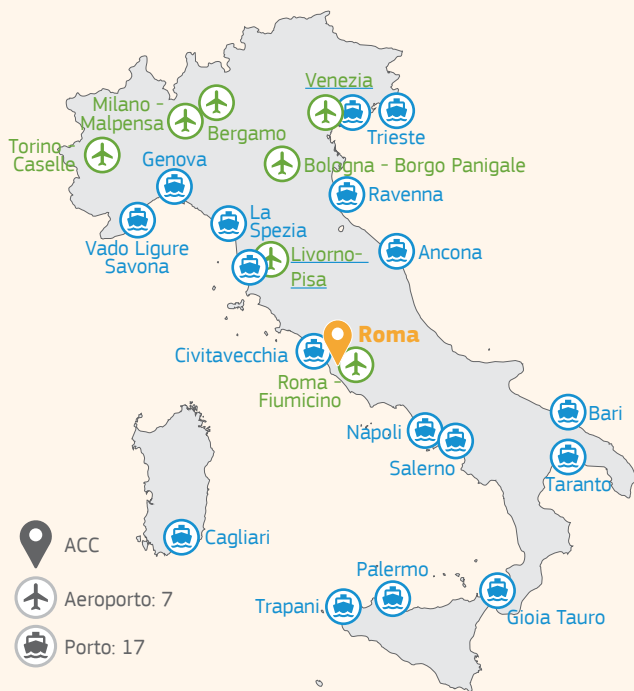 Venezia
Milano -
Malpensa
Bergamo
Trieste
Torino -
Caselle
Genova
Bologna - Borgo Panigale
Ravenna
La
Spezia
Vado Ligure
Savona
Livorno-
Pisa
Ancona
Roma
Civitavecchia
Roma -
Fiumicino
Napoli
Salerno
Bari
Taranto
Cagliari
Palermo
Trapani
Gioia Tauro
ACC
Aeroporto: 7
Porto: 17